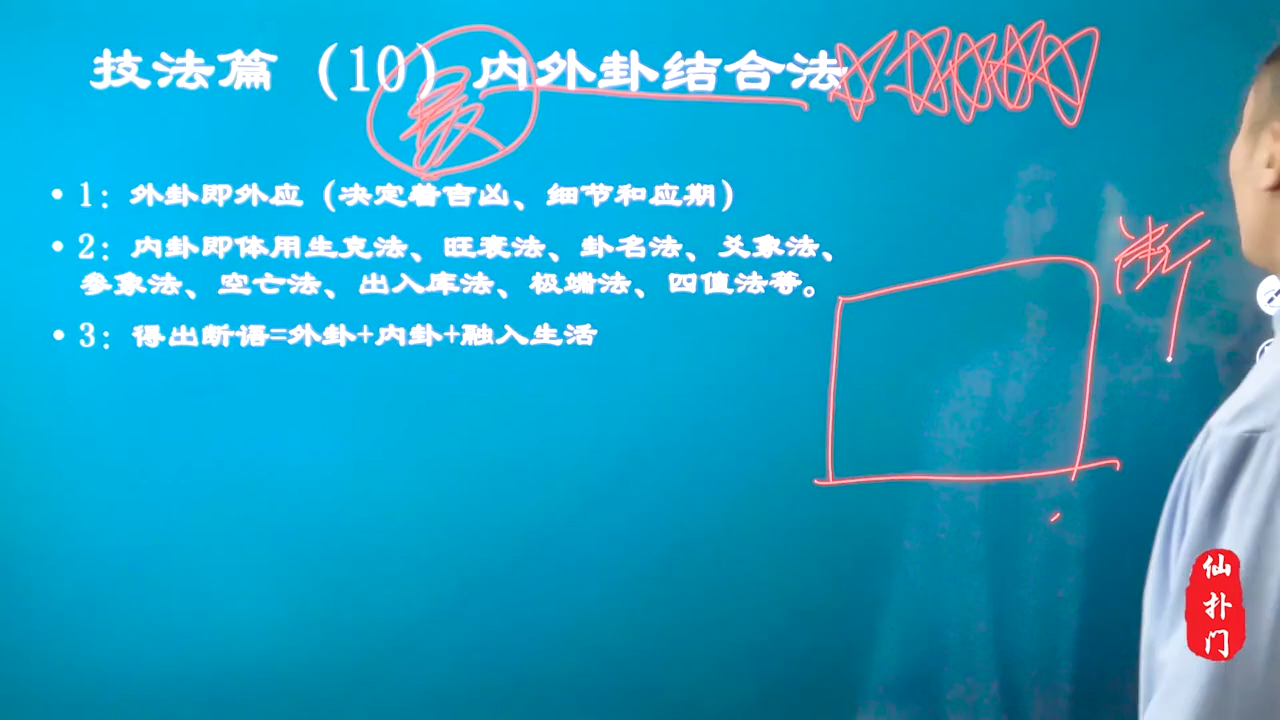 技法篇（10）内外卦结合法
• 1：外卦即外应（决定着吉凶、细节和应期）
• 2：内卦即体用生克法、旺衰法、卦名法、爻象法、
参象法、空亡法、出入库法、极端法、四值法等。
• 3：得出断语=外卦+内卦+融入生活
断
仙
扑
门